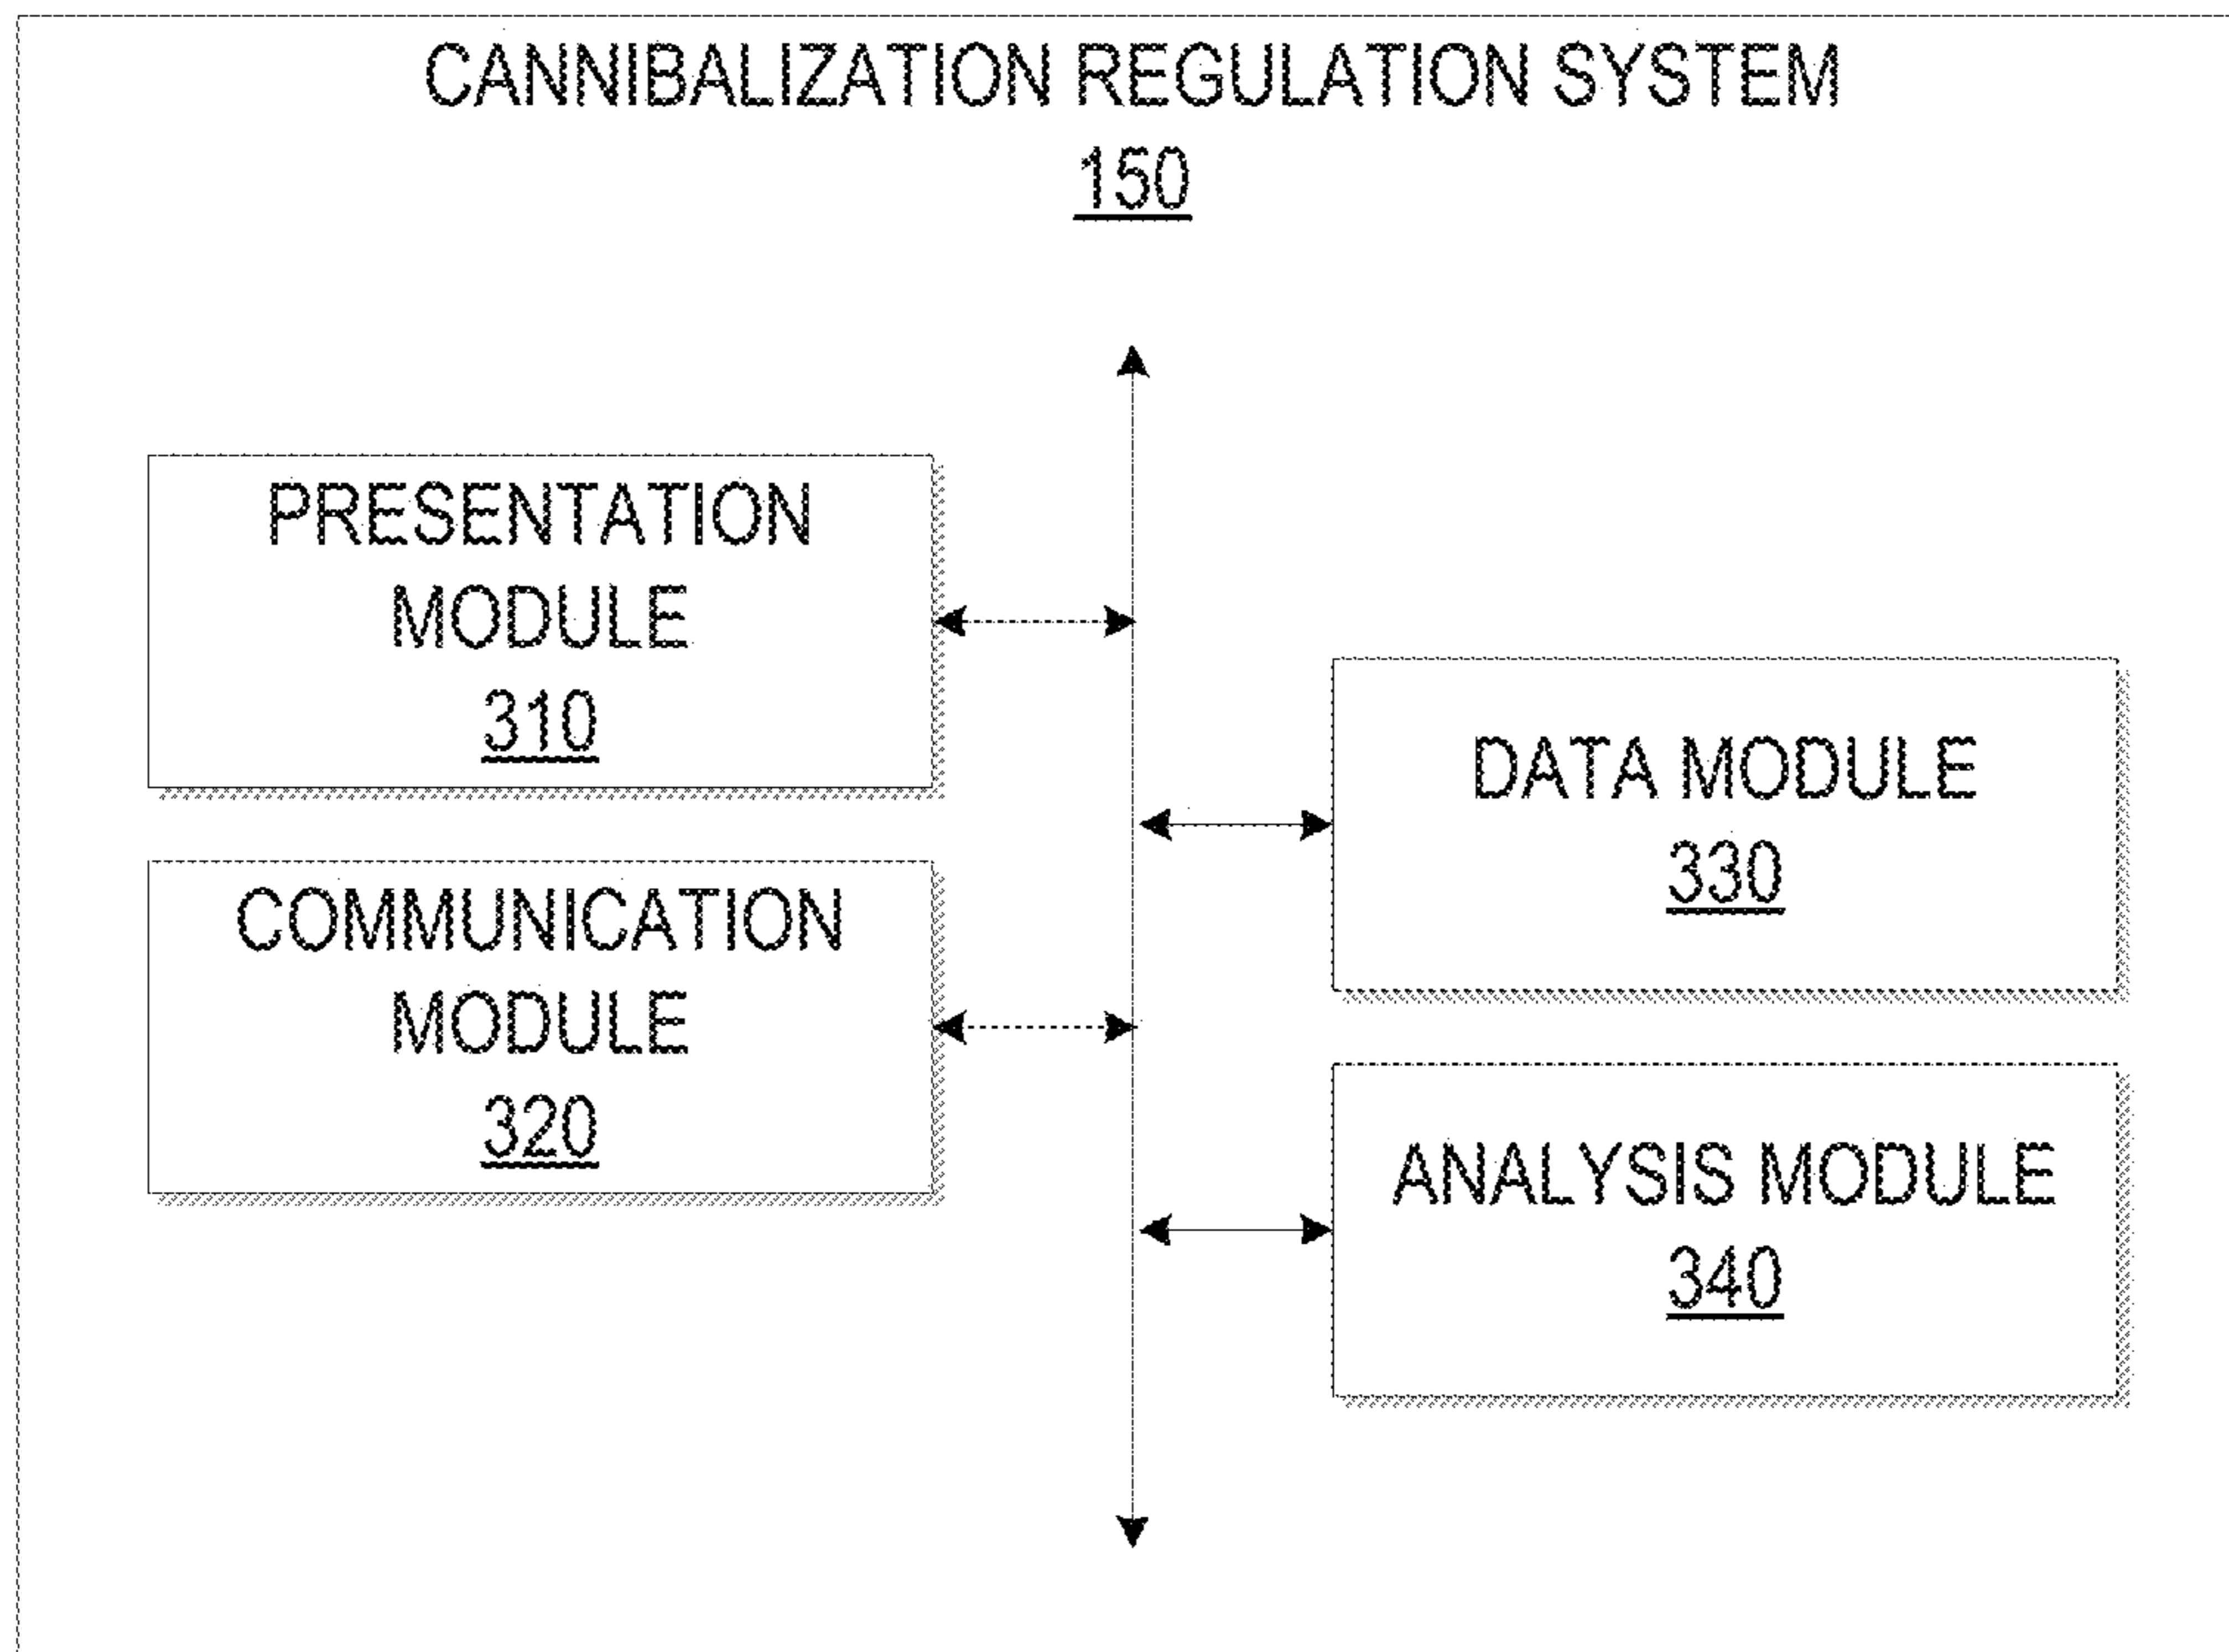 CANNIBALIZATION REGULATION SYSTEM
150
PRESENTATION
MODULE
310
COMMUNICATION
MODULE
320
DATA MODULE
330
ANALYSIS MODULE
340